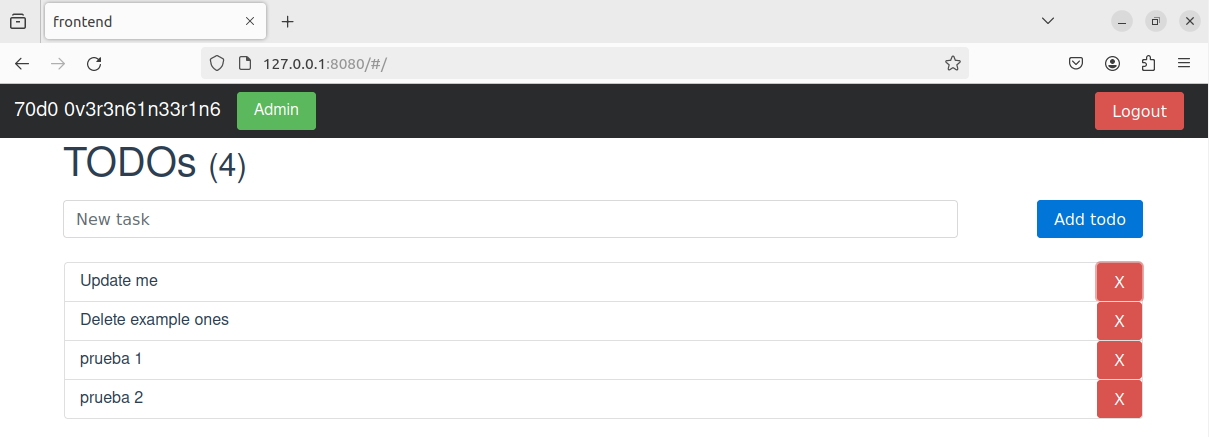 frontend
127.0.0.1:8080/#/
70d0 0v3r3n61n33r1n6 Admin Logout
TODOs (4)
New task Add todo
Update me X
Delete example ones X
prueba 1 X
prueba 2 X